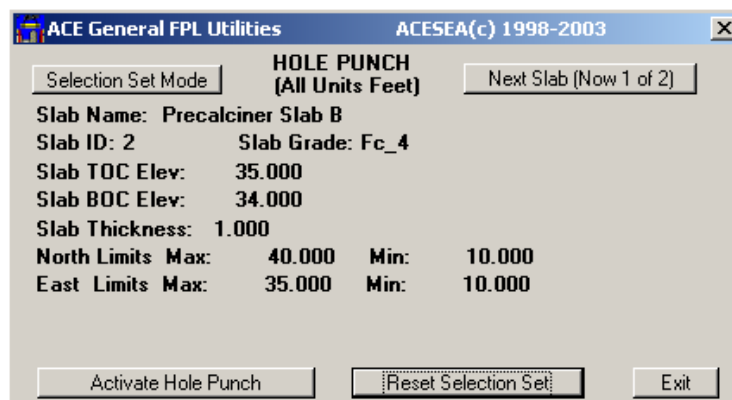 ACE General FPL Utilities ACESEA(c) 1998-2003
Selection Set Mode HOLE PUNCH Next Slab (Now 1 of 2)
(All Units Feet)
Slab Name: Precalciner Slab B
Slab ID: 2 Slab Grade: Fc_4
Slab TOC Elev: 35.000
Slab BOC Elev: 34.000
Slab Thickness: 1.000
North Limits Max: 40.000 Min: 10.000
East Limits Max: 35.000 Min: 10.000
Activate Hole Punch Reset Selection Set Exit